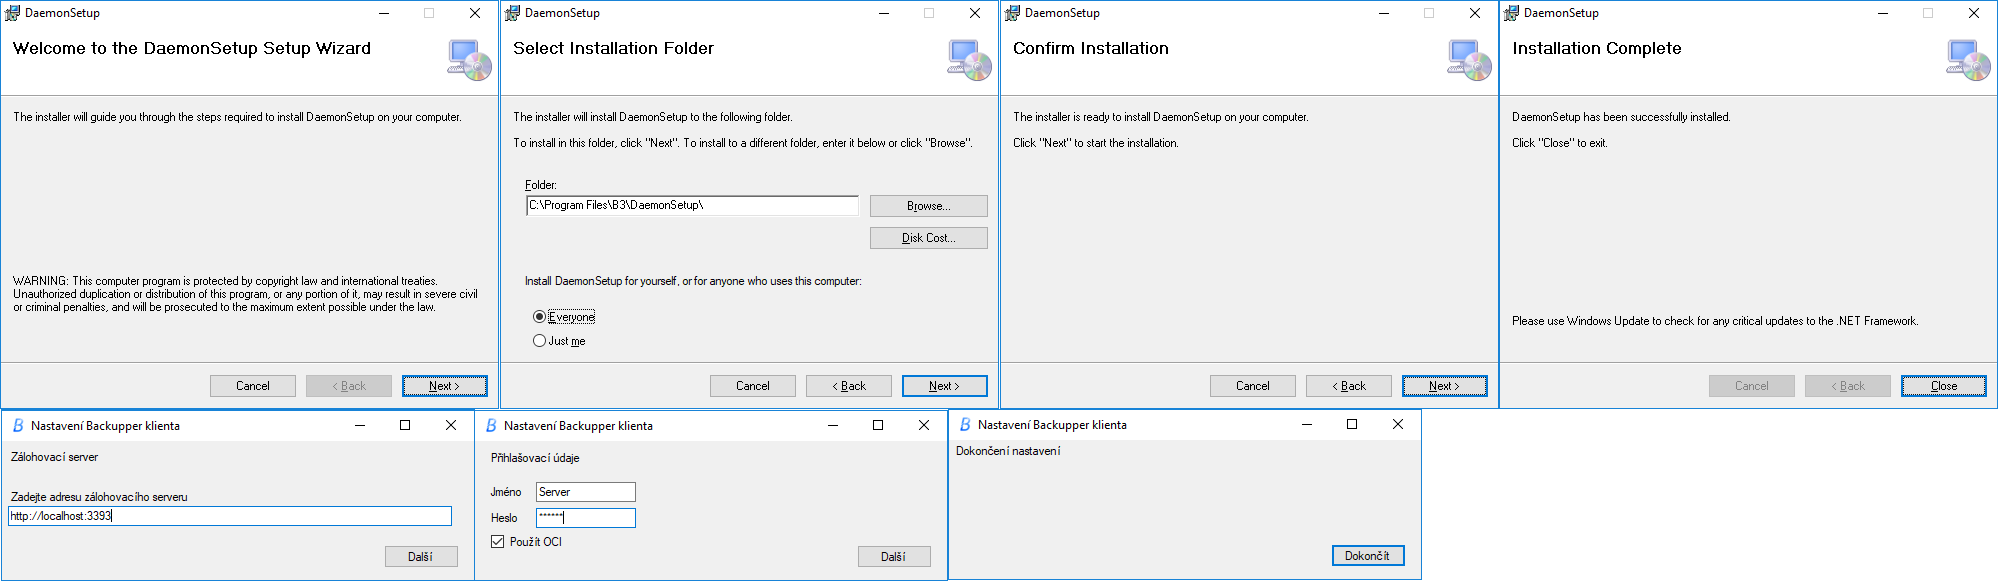 DaemonSetup
Welcome to the DaemonSetup Setup Wizard
The installer will guide you through the steps required to install DaemonSetup on your computer.
WARNING: This computer program is protected by copyright law and international treaties.
Unauthorized duplication or distribution of this program, or any portion of it, may result in severe civil
or criminal penalties, and will be prosecuted to the maximum extent possible under the law.
Cancel
< Back
Next >
DaemonSetup
Select Installation Folder
The installer will install DaemonSetup to the following folder.
To install in this folder, click "Next". To install to a different folder, enter it below or click "Browse".
Folder:
C:\Program Files\B3\DaemonSetup\
Browse...
Disk Cost...
Install DaemonSetup for yourself, or for anyone who uses this computer:
Everyone
Just me
Cancel
< Back
Next >
DaemonSetup
Confirm Installation
The installer is ready to install DaemonSetup on your computer.
Click "Next" to start the installation.
Cancel
< Back
Next >
DaemonSetup
Installation Complete
DaemonSetup has been successfully installed.
Click "Close" to exit.
Please use Windows Update to check for any critical updates to the .NET Framework.
Cancel
< Back
Close
B Nastavení Backupper klienta
Zálohovací server
Zadejte adresu zálohovacího serveru
http://localhost:3393
Další
B Nastavení Backupper klienta
Přihlašovací údaje
Jméno Server
Heslo ******
Použít OCI
Další
B Nastavení Backupper klienta
Dokončení nastavení
Dokončit